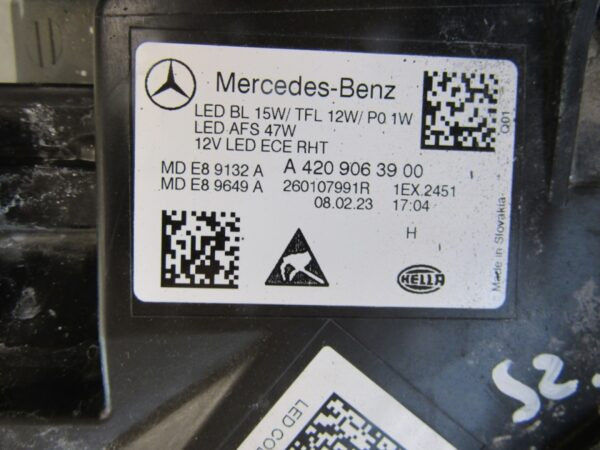 Mercedes-Benz
LED BL 15W/ TFL 12W/ P0 1W
LED AFS 47W
12V LED ECE RHT
MD E8 9132 A A 420 906 39 00
MD E8 9649 A 260107991R 1EX.2451
08.02.23 17:04
H
HELLA
Q01
Made in Slovakia
LED
52.